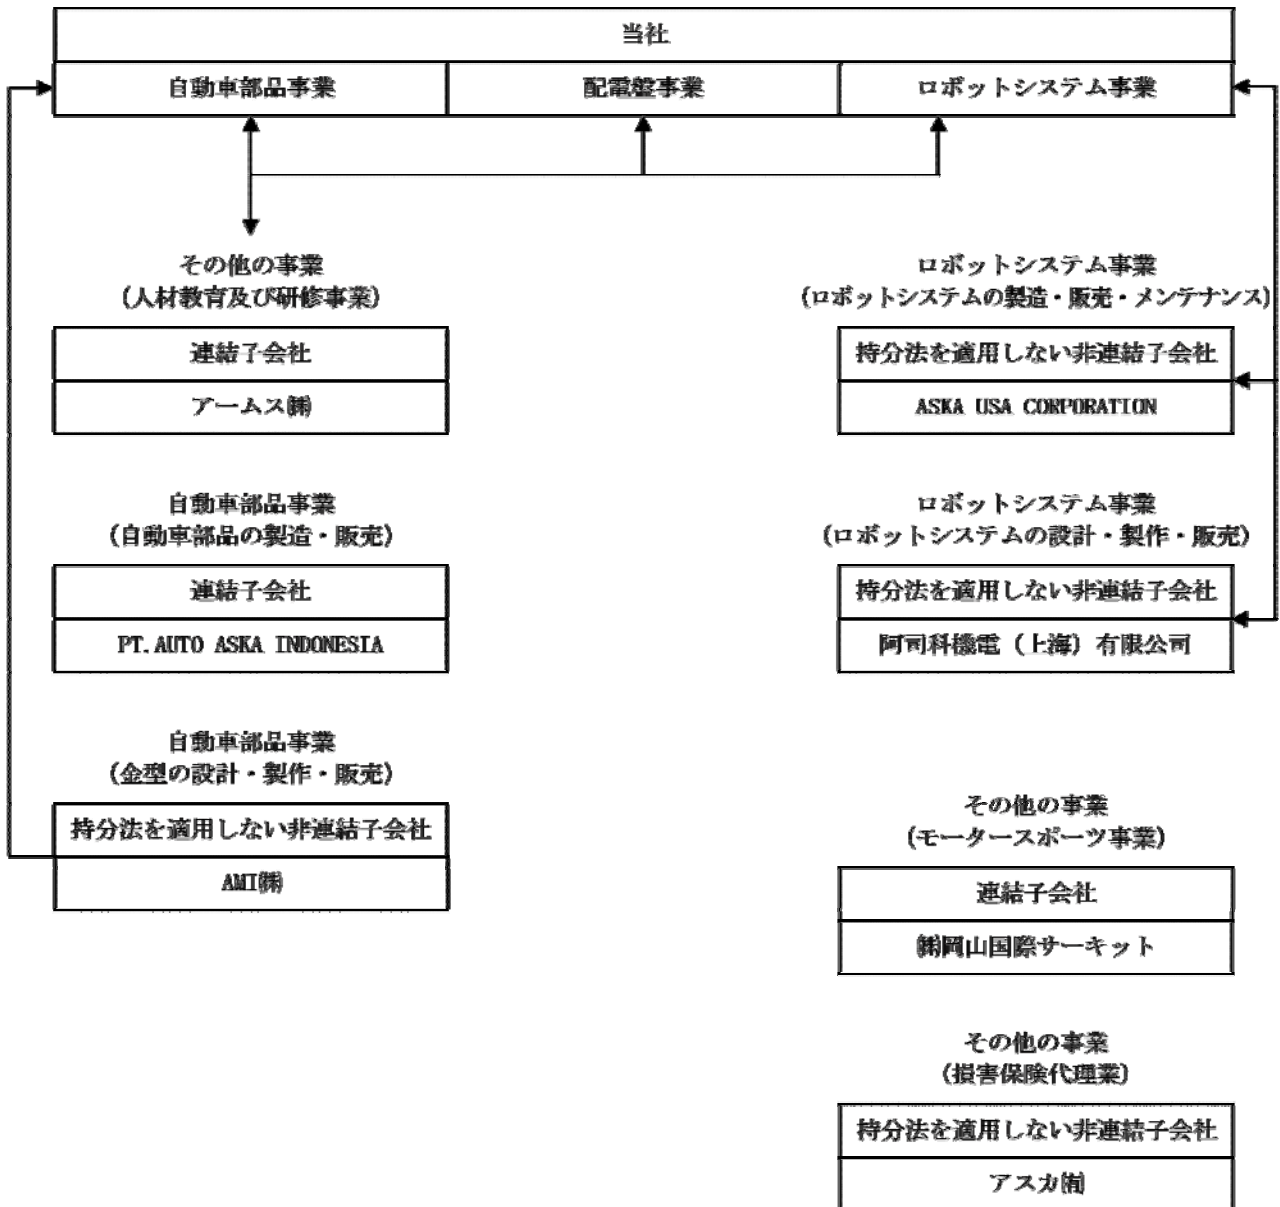 当社
自動車部品事業
配電盤事業
ロボットシステム事業
その他の事業
(人材教育及び研修事業)
連結子会社
アームス㈱
自動車部品事業
(自動車部品の製造・販売)
連結子会社
PT.AUTO ASKA INDONESIA
自動車部品事業
(金型の設計・製作・販売)
持分法を適用しない非連結子会社
AMI㈱
ロボットシステム事業
(ロボットシステムの製造・販売・メンテナンス)
持分法を適用しない非連結子会社
ASKA USA CORPORATION
ロボットシステム事業
(ロボットシステムの設計・製作・販売)
持分法を適用しない非連結子会社
阿司科機電（上海）有限公司
その他の事業
(モータースポーツ事業)
連結子会社
㈱岡山国際サーキット
その他の事業
(損害保険代理業)
持分法を適用しない非連結子会社
アスカ㈲